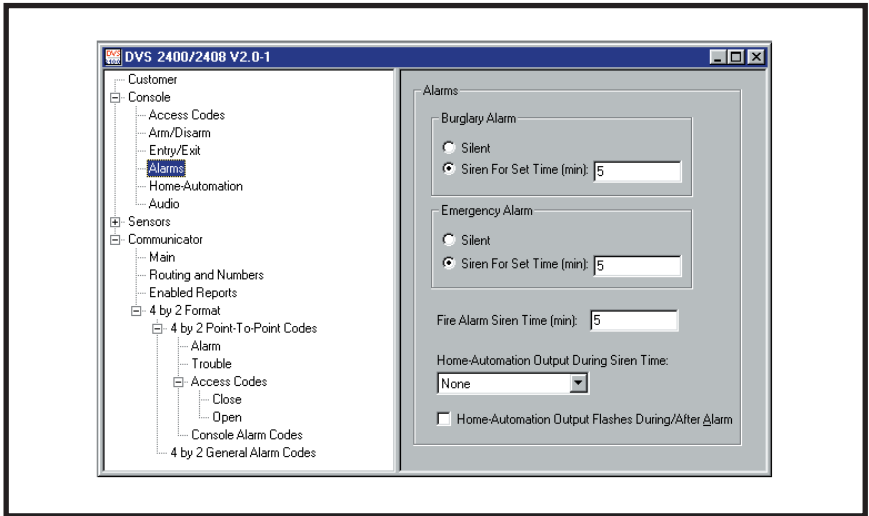 DVS 2400/2408 V2.0-1
Customer
Console
Access Codes
Arm/Disarm
Entry/Exit
Alarms
Home-Automation
Audio
Sensors
Communicator
Main
Routing and Numbers
Enabled Reports
4 by 2 Format
4 by 2 Point-To-Point Codes
Alarm
Trouble
Access Codes
Close
Open
Console Alarm Codes
4 by 2 General Alarm Codes
Alarms
Burglary Alarm
Silent
Siren For Set Time (min): 5
Emergency Alarm
Silent
Siren For Set Time (min): 5
Fire Alarm Siren Time (min): 5
Home-Automation Output During Siren Time:
None
Home-Automation Output Flashes During/After Alarm